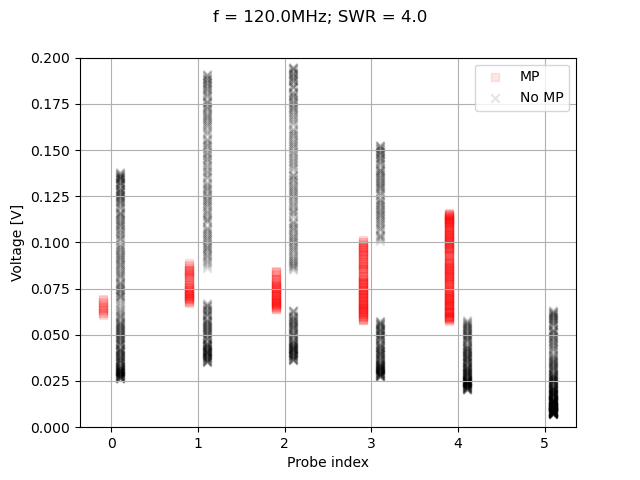 f = 120.0MHz; SWR = 4.0
0.200
0.175
0.150
0.125
0.100
0.075
0.050
0.025
0.000
Voltage [V]
MP
No MP
0 1 2 3 4 5
Probe index